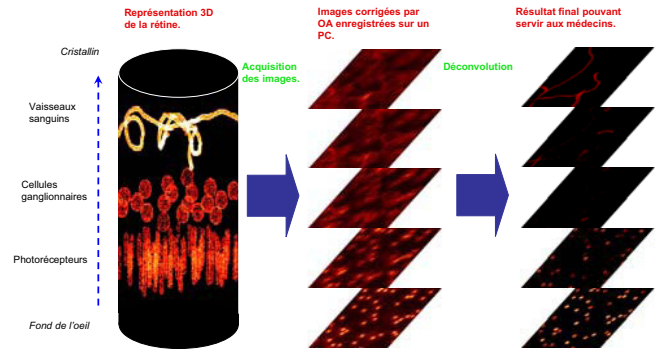 Représentation 3D
de la rétine.
Images corrigées par
OA enregistrées sur un
PC.
Résultat final pouvant
servir aux médecins.
Cristallin
Acquisition
des images.
Déconvolution
Vaisseaux
sanguins
Cellules
ganglionnaires
Photorécepteurs
Fond de l'oeil